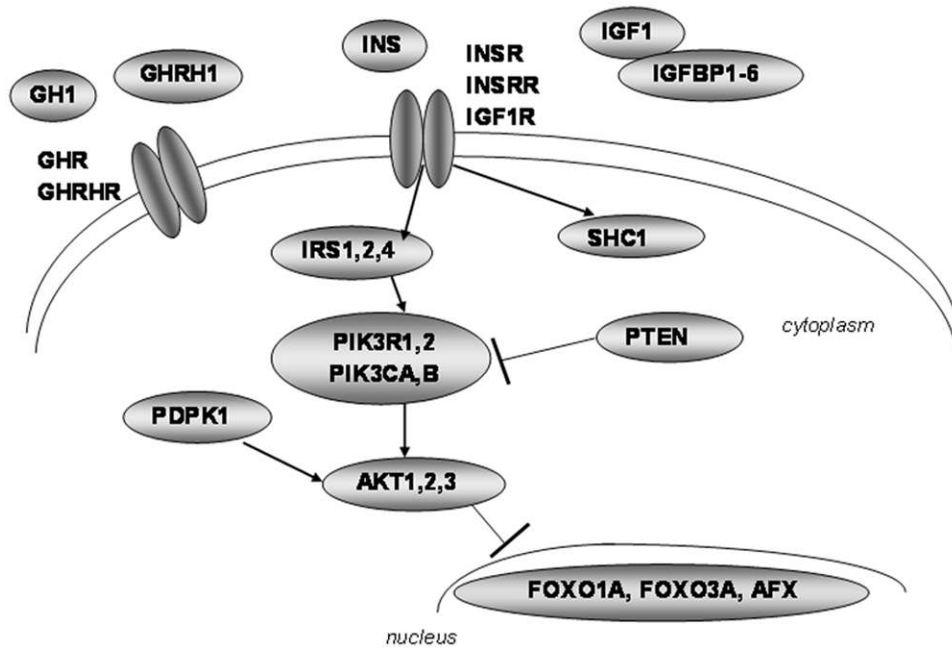 INS
IGF1
INSR
INSRR
IGF1R
GHRH1
IGFBP1-6
GH1
GHR
GHRHR
IRS1,2,4
SHC1
cytoplasm
PIK3R1,2
PIK3CA,B
PTEN
PDPK1
AKT1,2,3
FOXO1A, FOXO3A, AFX
nucleus